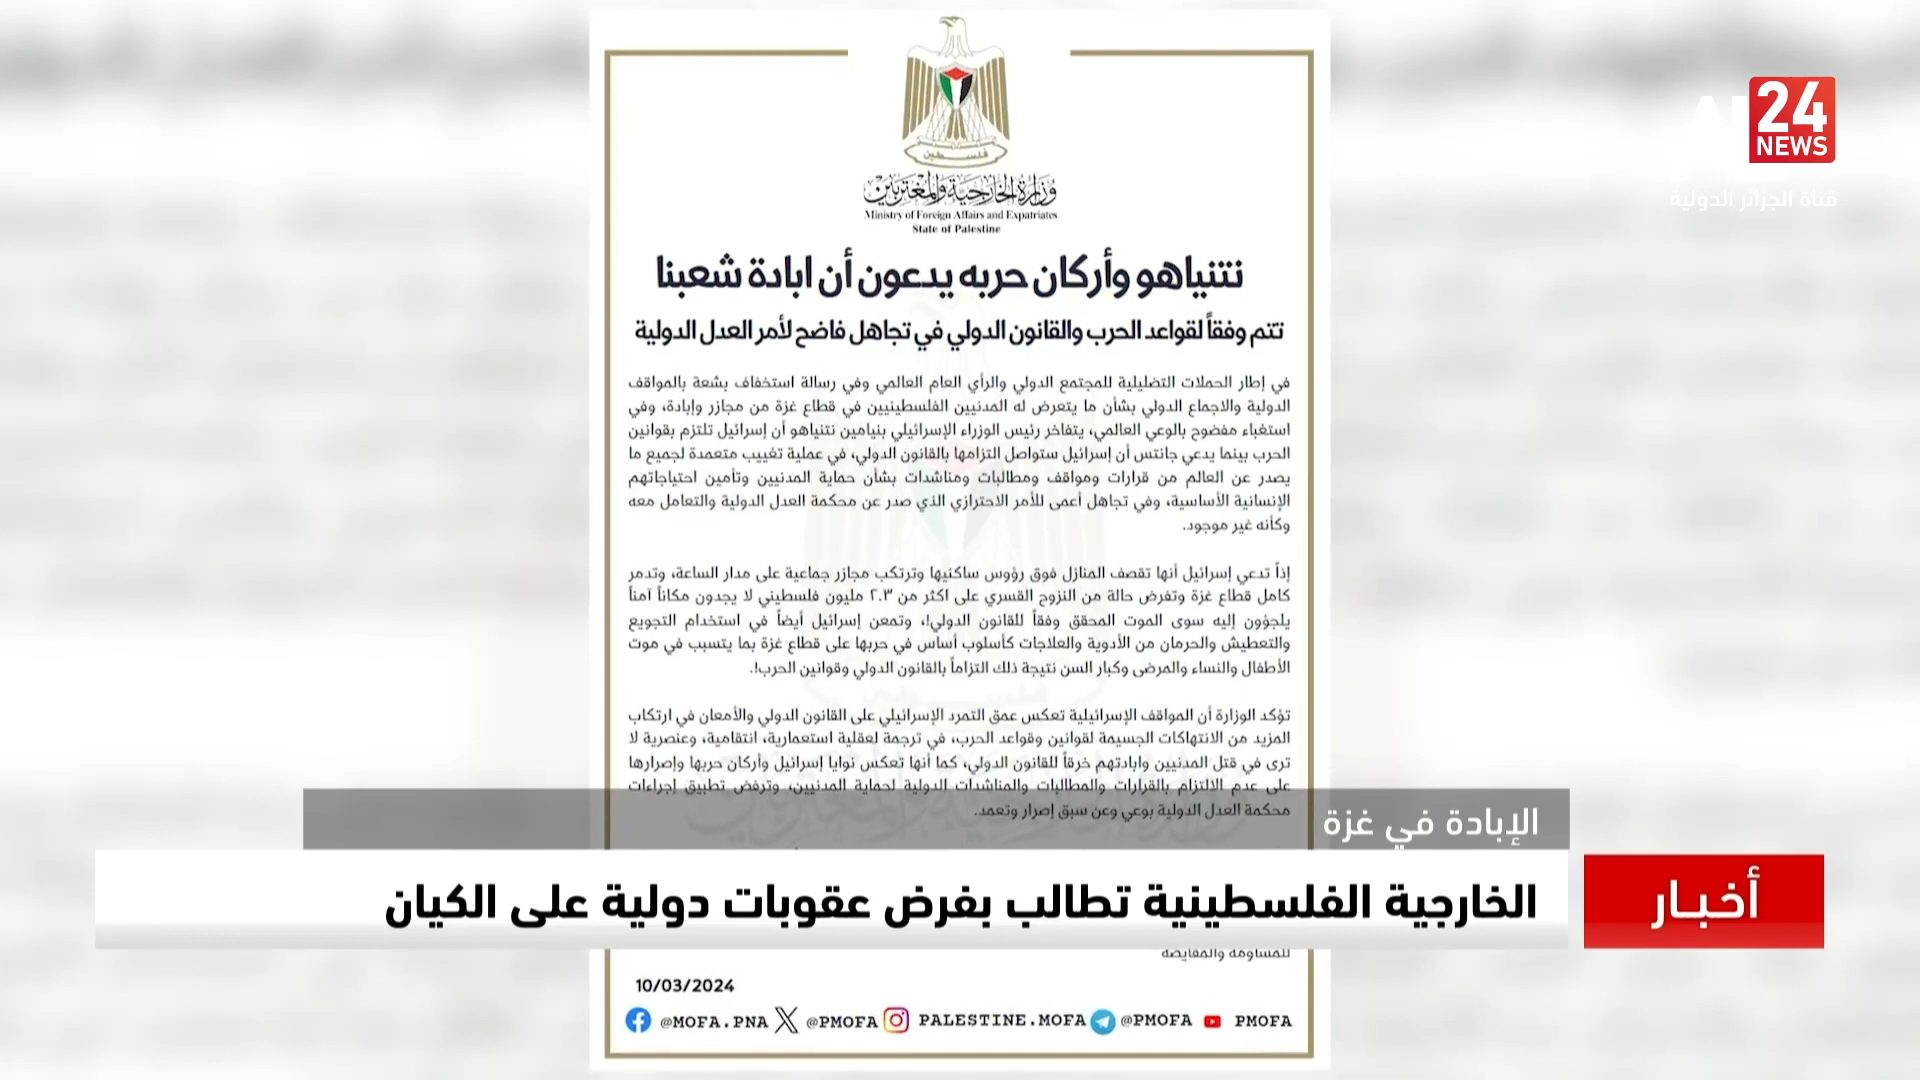 24
NEWS
قناة الجزائر الدولية
فلسطين
وزارة الخارجية والمغتربين
Ministry of Foreign Affairs and Expatriates
State of Palestine
نتنياهو وأركان حربه يدعون أن ابادة شعبنا
تتم وفقاً لقواعد الحرب والقانون الدولي في تجاهل فاضح لأمر العدل الدولية
في إطار الحملات التضليلية للمجتمع الدولي والرأي العام العالمي وفي رسالة استخفاف بشعة بالمواقف
الدولية والاجماع الدولي بشأن ما يتعرض له المدنيين الفلسطينيين في قطاع غزة من مجازر وإبادة، وفي
استغباء مفضوح بالوعي العالمي، يتفاخر رئيس الوزراء الإسرائيلي بنيامين نتنياهو أن إسرائيل تلتزم بقوانين
الحرب بينما يدعي جانتس أن إسرائيل ستواصل التزامها بالقانون الدولي، في عملية تغييب متعمدة لجميع ما
يصدر عن العالم من قرارات ومواقف ومطالبات ومناشدات بشأن حماية المدنيين وتأمين احتياجاتهم
الإنسانية الأساسية، وفي تجاهل أعمى للأمر الاحترازي الذي صدر عن محكمة العدل الدولية والتعامل معه
وكأنه غير موجود..
إذاً تدعي إسرائيل أنها تقصف المنازل فوق رؤوس ساكنيها وترتكب مجازر جماعية على مدار الساعة، وتدمر
كامل قطاع غزة وتفرض حالة من النزوح القسري على اكثر من ٢.٣ مليون فلسطيني لا يجدون مكاناً آمناً
يلجؤون إليه سوى الموت المحقق وفقاً للقانون الدولي!، وتمعن إسرائيل أيضاً في استخدام التجويع
والتعطيش والحرمان من الأدوية والعلاجات كأسلوب أساس في حربها على قطاع غزة بما يتسبب في موت
الأطفال والنساء والمرضى وكبار السن نتيجة ذلك التزاماً بالقانون الدولي وقوانين الحرب!.
تؤكد الوزارة أن المواقف الإسرائيلية تعكس عمق التمرد الإسرائيلي على القانون الدولي والأمعان في ارتكاب
المزيد من الانتهاكات الجسيمة لقوانين وقواعد الحرب، في ترجمة لعقلية استعمارية، انتقامية، وعنصرية لا
ترى في قتل المدنيين وابادتهم خرقاً للقانون الدولي، كما أنها تعكس نوايا إسرائيل وأركان حربها وإصرارها
على عدم الالتزام بالقرارات والمطالبات والمناشدات الدولية لحماية المدنيين، وترفض تطبيق إجراءات
محكمة العدل الدولية بوعي وعن سبق إصرار وتعمد.
الإبادة في غزة
أخبار
الخارجية الفلسطينية تطالب بفرض عقوبات دولية على الكيان
للمساومة والمقايضة
10/03/2024
@MOFA.PNA @PMOFA PALESTINE.MOFA @PMOFA PMOFA